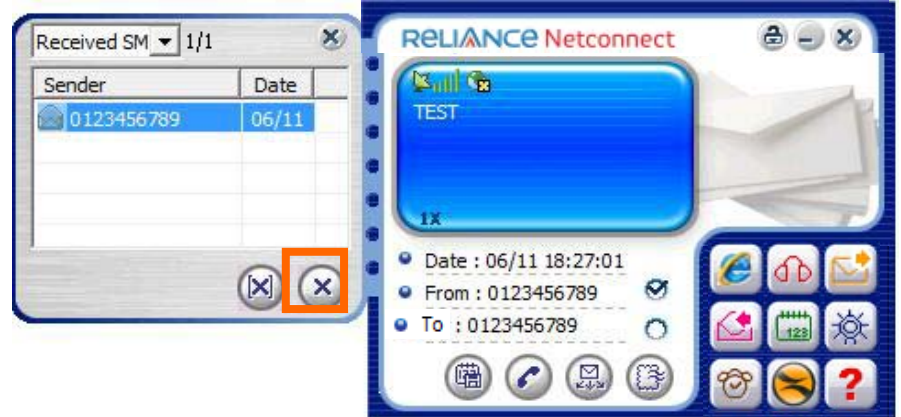 Received SM 1/1
Sender Date
0123456789 06/11
RELIANCE Netconnect
TEST
1X
Date : 06/11 18:27:01
From : 0123456789
To : 0123456789
123
?